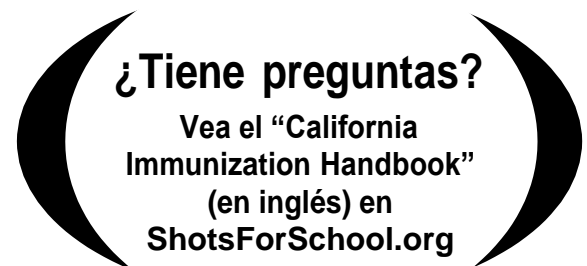 ¿Tiene preguntas?
Vea el “California
Immunization Handbook”
(en inglés) en
ShotsForSchool.org